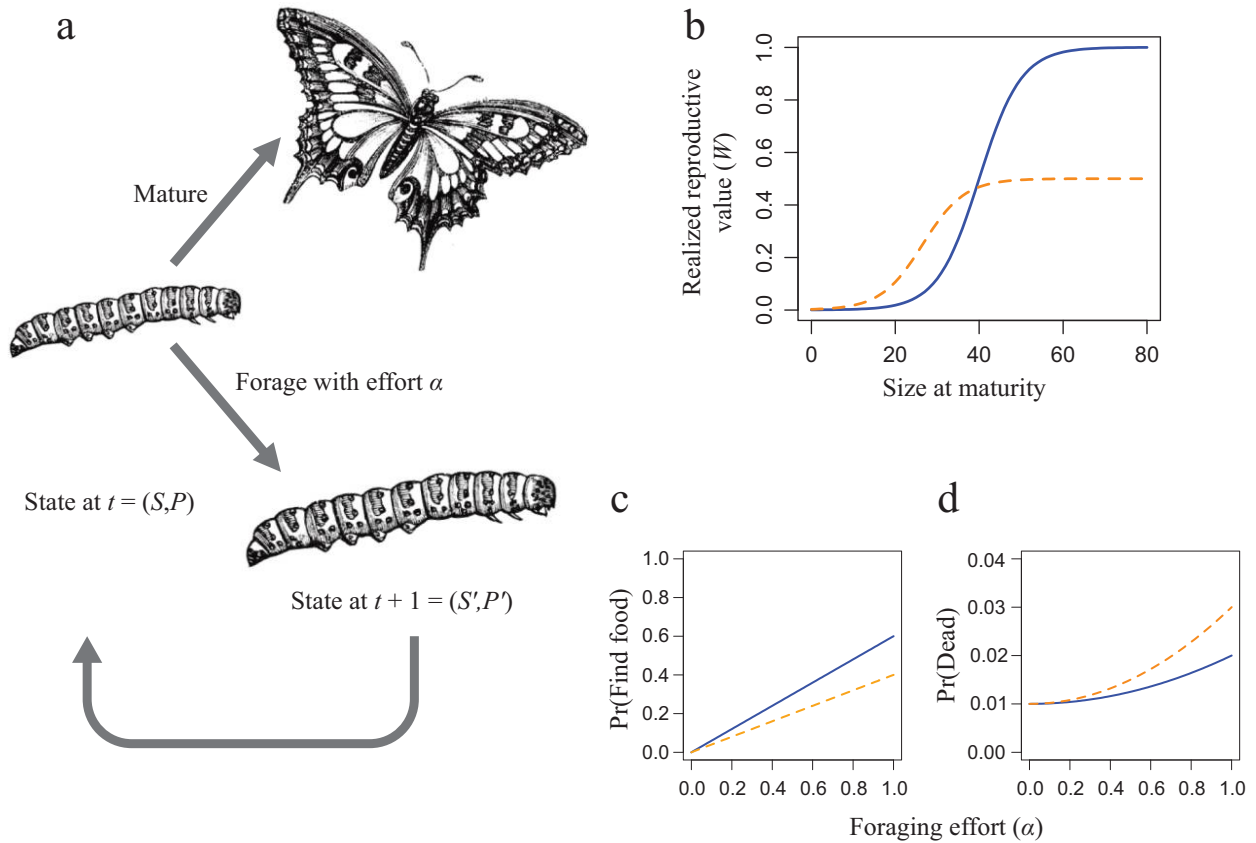 a
Mature
Forage with effort α
State at t = (S,P)
State at t + 1 = (S′,P′)
b
Realized reproductive
value (W)
1.0
0.8
0.6
0.4
0.2
0.0
0 20 40 60 80
Size at maturity
c
Pr(Find food)
1.0
0.8
0.6
0.4
0.2
0.0
0.0 0.2 0.4 0.6 0.8 1.0
d
Pr(Dead)
0.04
0.03
0.02
0.01
0.00
0.0 0.2 0.4 0.6 0.8 1.0
Foraging effort (α)